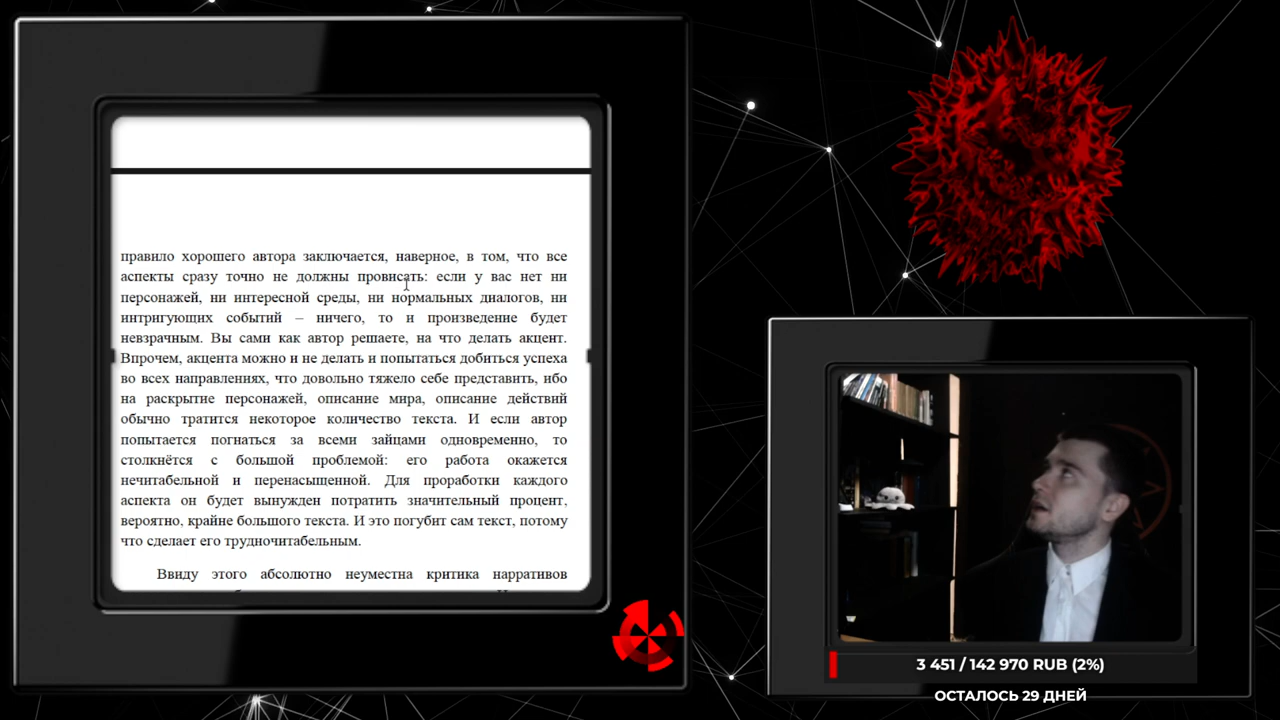 правило хорошего автора заключается, наверное, в том, что все
аспекты сразу точно не должны провисать: если у вас нет ни
персонажей, ни интересной среды, ни нормальных диалогов, ни
интригующих событий – ничего, то и произведение будет
невзрачным. Вы сами как автор решаете, на что делать акцент.
Впрочем, акцента можно и не делать и попытаться добиться успеха
во всех направлениях, что довольно тяжело себе представить, ибо
на раскрытие персонажей, описание мира, описание действий
обычно тратится некоторое количество текста. И если автор
попытается погнаться за всеми зайцами одновременно, то
столкнётся с большой проблемой: его работа окажется
нечитабельной и перенасыщенной. Для проработки каждого
аспекта он будет вынужден потратить значительный процент,
вероятно, крайне большого текста. И это погубит сам текст, потому
что сделает его трудночитабельным.
Ввиду этого абсолютно неуместна критика нарративов
3 451 / 142 970 RUB (2%)
ОСТАЛОСЬ 29 ДНЕЙ